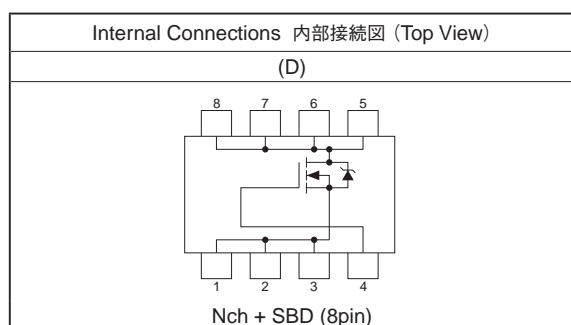 Internal Connections 内部接続図 (Top View)
(D)
8 7 6 5
1 2 3 4
Nch + SBD (8pin)